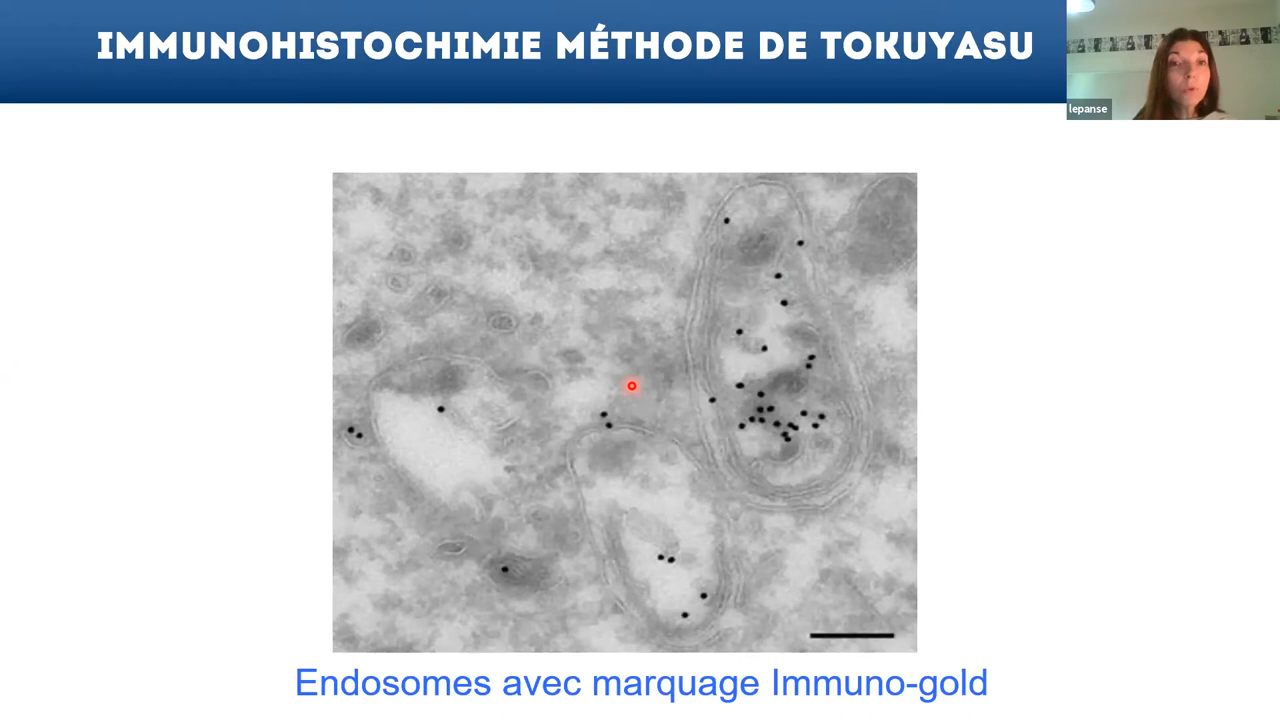 IMMUNOHISTOCHIMIE MÉTHODE DE TOKUYASU
lepanse
Endosomes avec marquage Immuno-gold